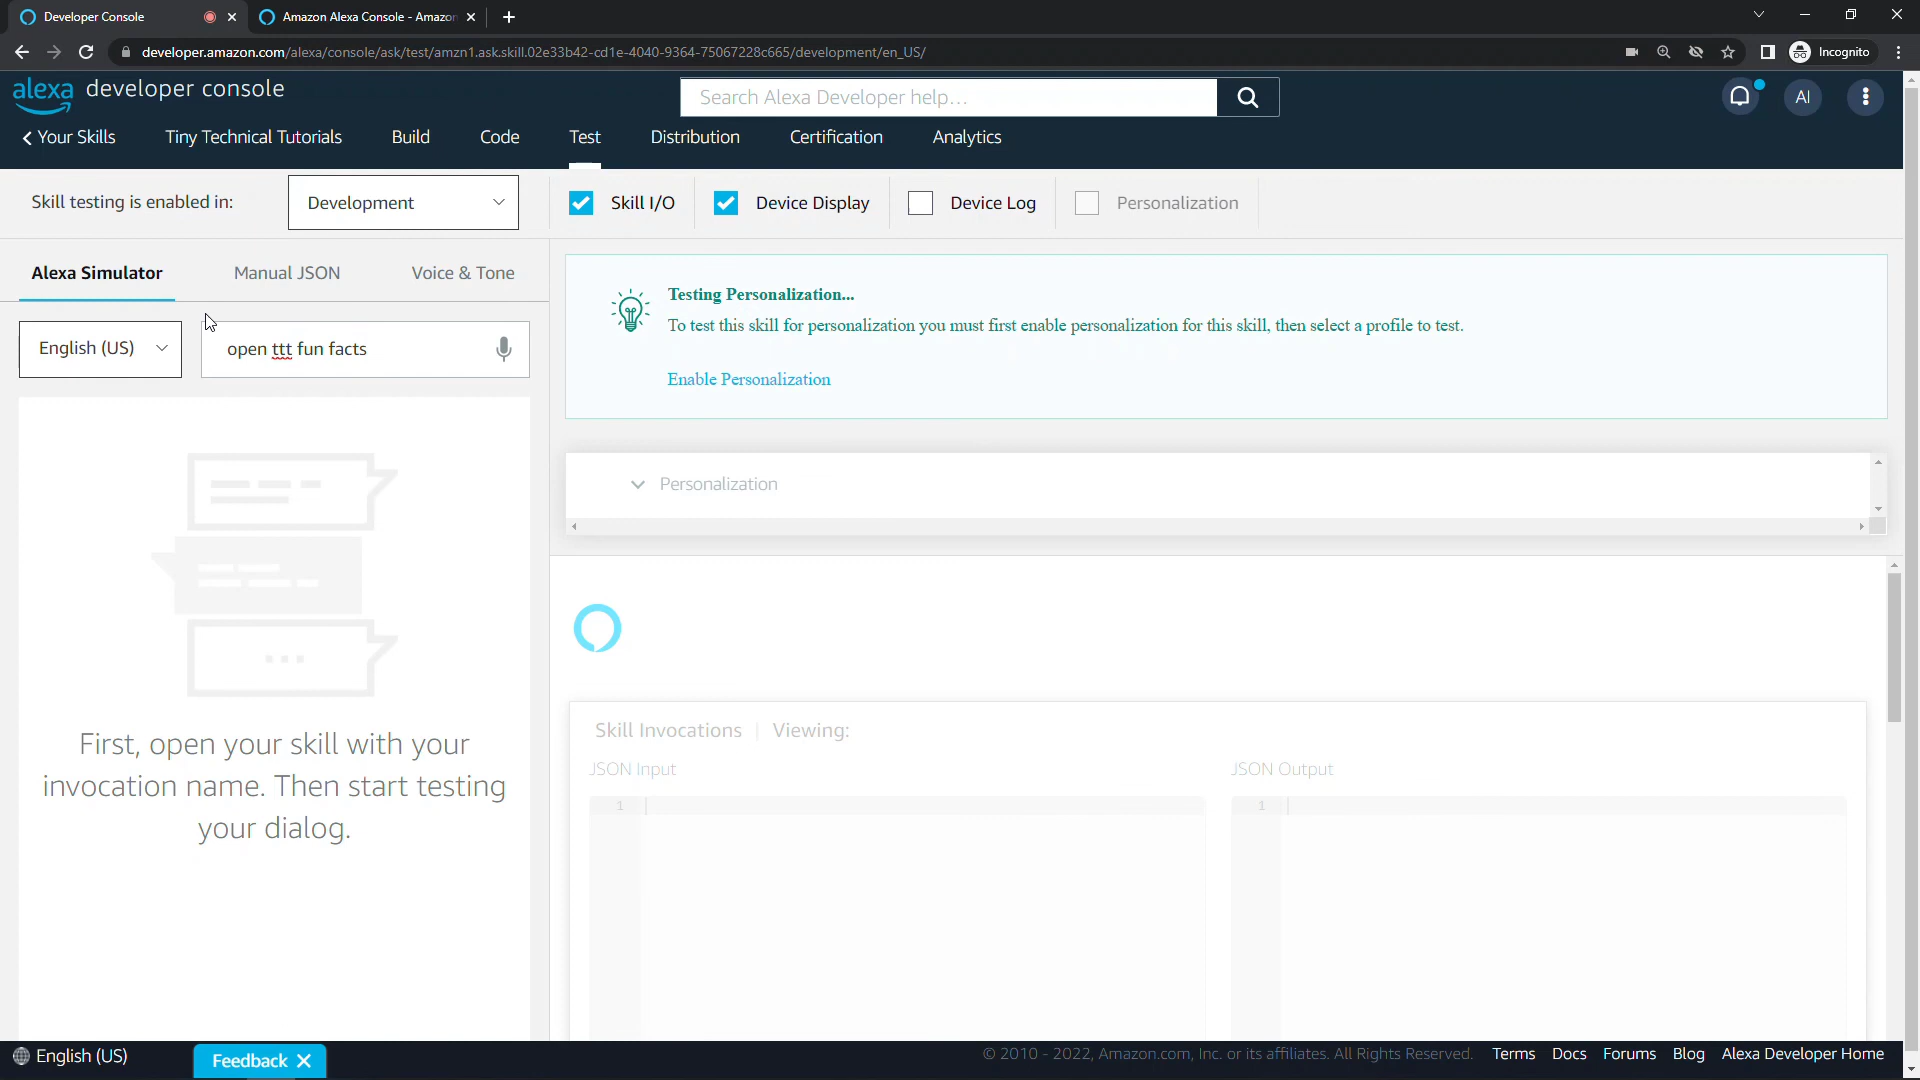 Developer Console
Amazon Alexa Console - Amazon
developer.amazon.com/alexa/console/ask/test/amzn1.ask.skill.02e33b42-cd1e-4040-9364-75067228c665/development/en_US/
Incognito
alexa developer console
Search Alexa Developer help...
AI
Your Skills
Tiny Technical Tutorials
Build
Code
Test
Distribution
Certification
Analytics
Skill testing is enabled in:
Development
Skill I/O
Device Display
Device Log
Personalization
Alexa Simulator
Manual JSON
Voice & Tone
English (US)
open ttt fun facts
Testing Personalization...
To test this skill for personalization you must first enable personalization for this skill, then select a profile to test.
Enable Personalization
Personalization
First, open your skill with your
invocation name. Then start testing
your dialog.
Skill Invocations | Viewing:
JSON Input
JSON Output
1
1
English (US)
Feedback
© 2010 - 2022, Amazon.com, Inc. or its affiliates. All Rights Reserved.
Terms
Docs
Forums
Blog
Alexa Developer Home